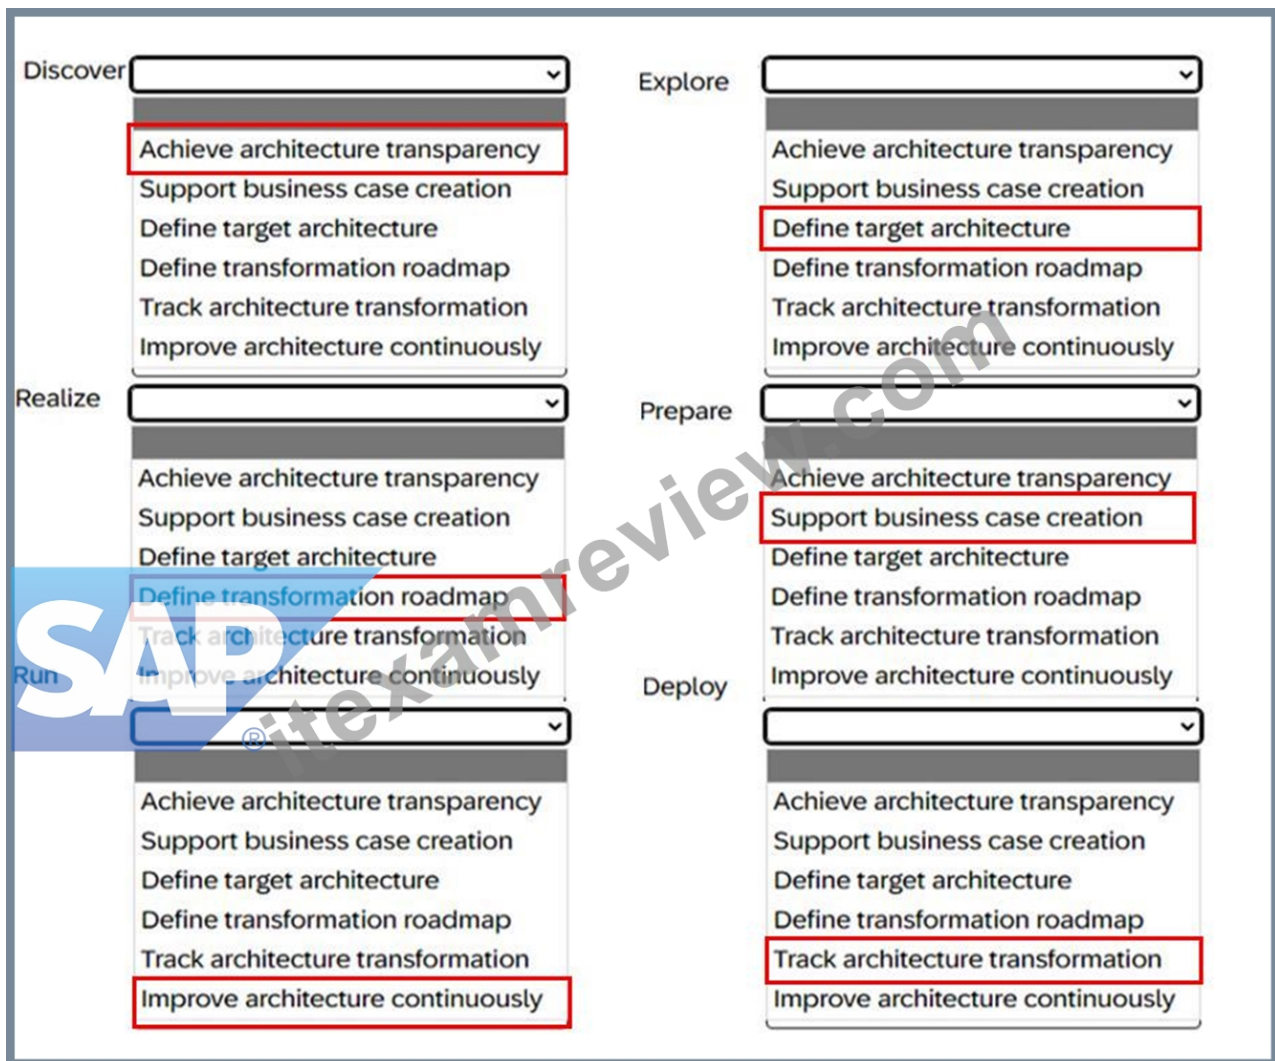 Discover
Achieve architecture transparency
Support business case creation
Define target architecture
Define transformation roadmap
Track architecture transformation
Improve architecture continuously
Explore
Achieve architecture transparency
Support business case creation
Define target architecture
Define transformation roadmap
Track architecture transformation
Improve architecture continuously
Realize
Achieve architecture transparency
Support business case creation
Define target architecture
Define transformation roadmap
Track architecture transformation
Improve architecture continuously
Prepare
Achieve architecture transparency
Support business case creation
Define target architecture
Define transformation roadmap
Track architecture transformation
Improve architecture continuously
Run
Achieve architecture transparency
Support business case creation
Define target architecture
Define transformation roadmap
Track architecture transformation
Improve architecture continuously
Deploy
Achieve architecture transparency
Support business case creation
Define target architecture
Define transformation roadmap
Track architecture transformation
Improve architecture continuously
SAP®
itexamreview.com